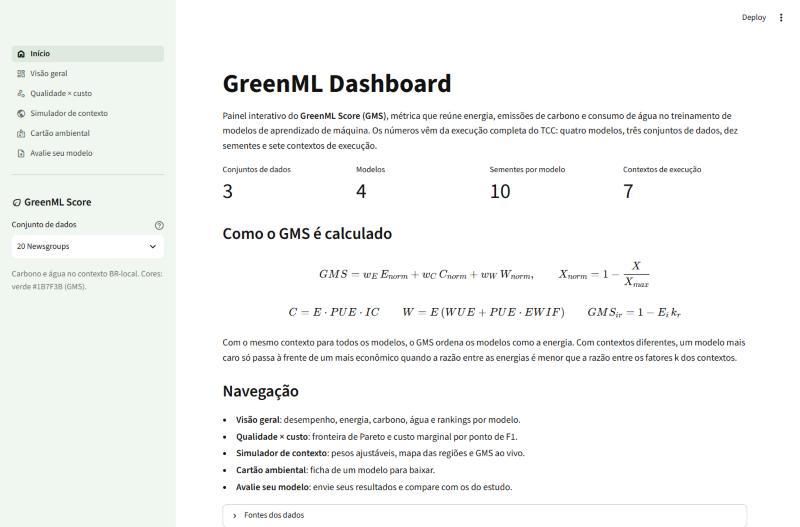 Deploy
Início
Visão geral
Qualidade × custo
Simulador de contexto
Cartão ambiental
Avalie seu modelo
GreenML Score
Conjunto de dados
20 Newsgroups
Carbono e água no contexto BR-local. Cores:
verde #1B7F3B (GMS).
GreenML Dashboard
Painel interativo do GreenML Score (GMS), métrica que reúne energia, emissões de carbono e consumo de água no treinamento de
modelos de aprendizado de máquina. Os números vêm da execução completa do TCC: quatro modelos, três conjuntos de dados, dez
sementes e sete contextos de execução.
Conjuntos de dados Modelos Sementes por modelo Contextos de execução
3 4 10 7
Como o GMS é calculado
GMS = w_E E_norm + w_C C_norm + w_W W_norm, X_norm = 1 − X / X_max
C = E · PUE · IC W = E (WUE + PUE · EWIF) GMS_ir = 1 − E_i k_r
Com o mesmo contexto para todos os modelos, o GMS ordena os modelos como a energia. Com contextos diferentes, um modelo mais
caro só passa à frente de um mais econômico quando a razão entre as energias é menor que a razão entre os fatores k dos contextos.
Navegação
• Visão geral: desempenho, energia, carbono, água e rankings por modelo.
• Qualidade × custo: fronteira de Pareto e custo marginal por ponto de F1.
• Simulador de contexto: pesos ajustáveis, mapa das regiões e GMS ao vivo.
• Cartão ambiental: ficha de um modelo para baixar.
• Avalie seu modelo: envie seus resultados e compare com os do estudo.
Fontes dos dados